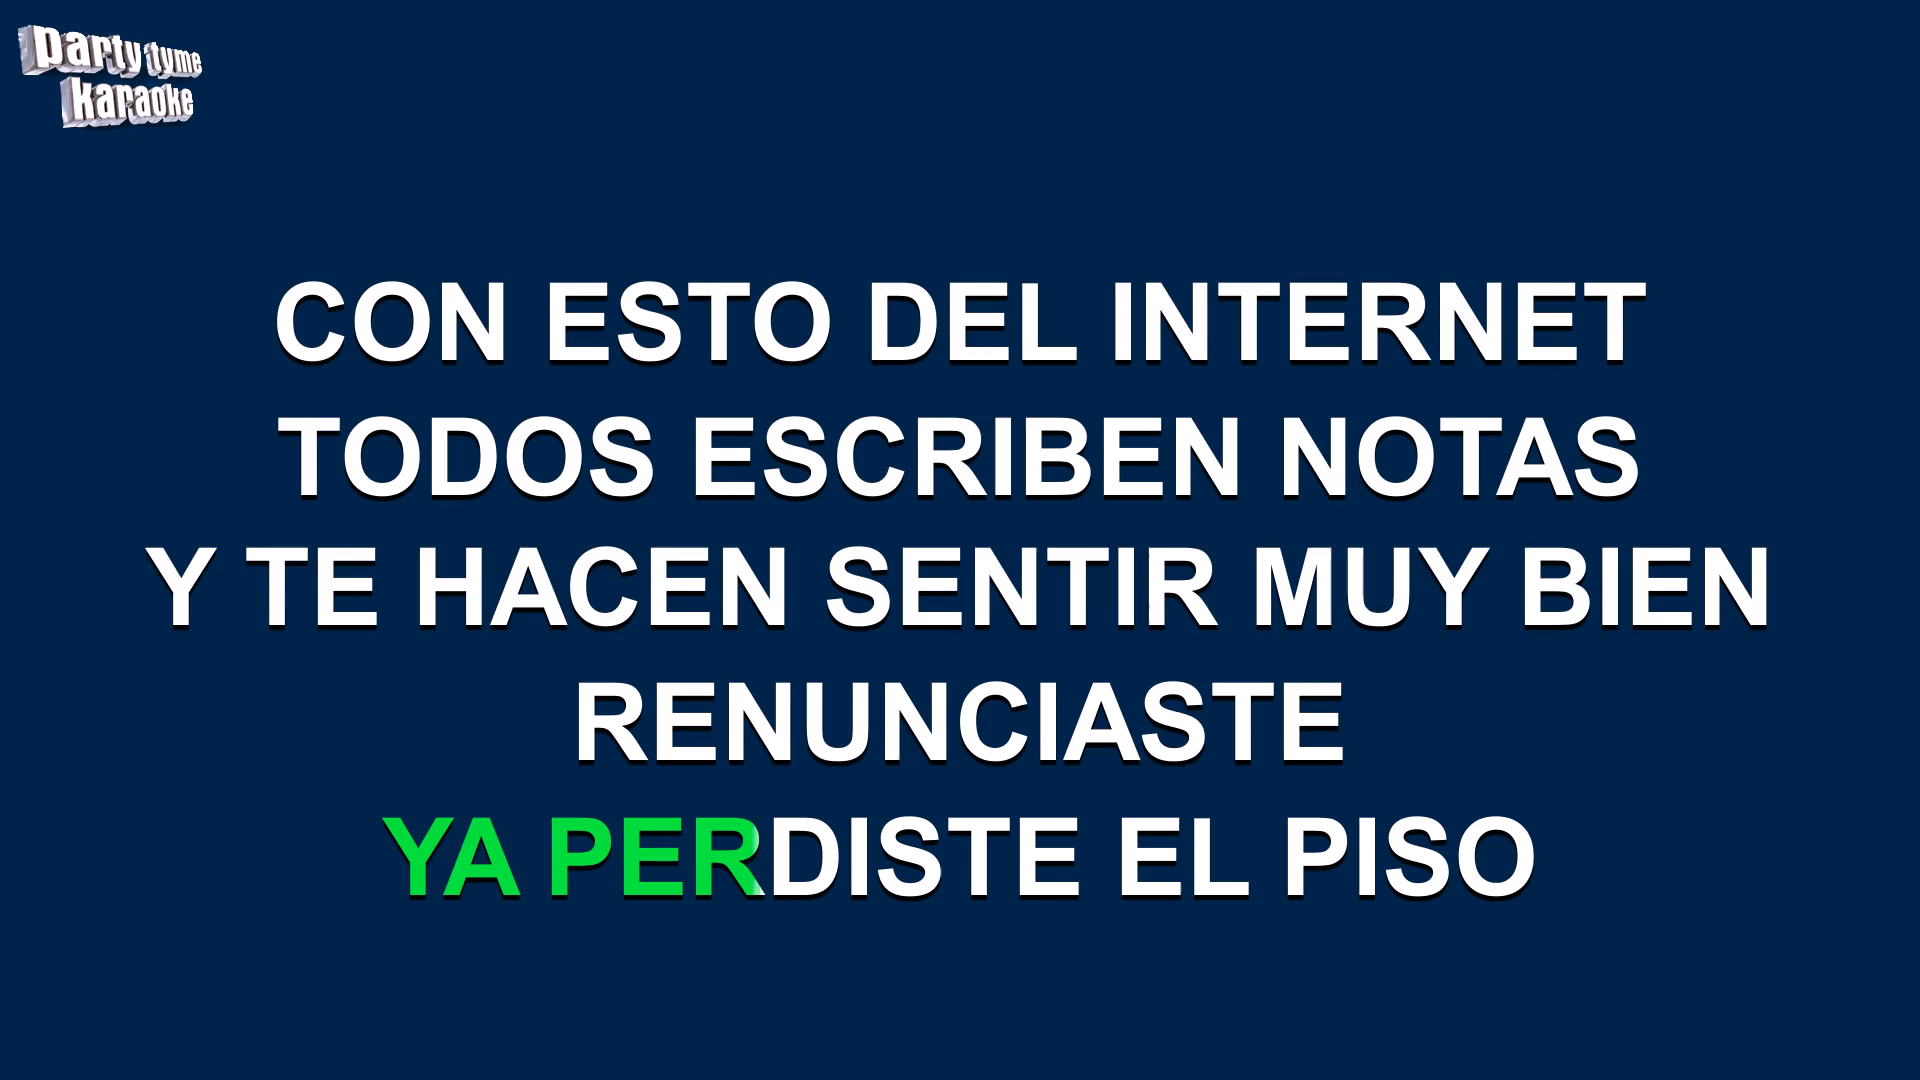 party tyme
karaoke
CON ESTO DEL INTERNET
TODOS ESCRIBEN NOTAS
Y TE HACEN SENTIR MUY BIEN
RENUNCIASTE
YA PERDISTE EL PISO